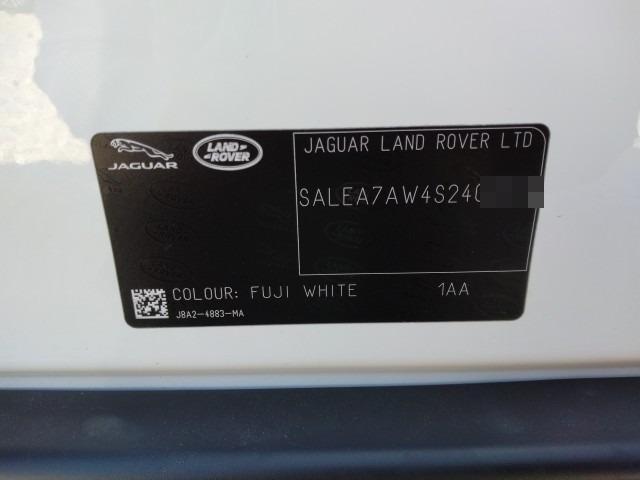 JAGUAR
LAND ROVER
JAGUAR LAND ROVER LTD
SALEA7AW4S240
COLOUR: FUJI WHITE 1AA
J8A2-4883-MA